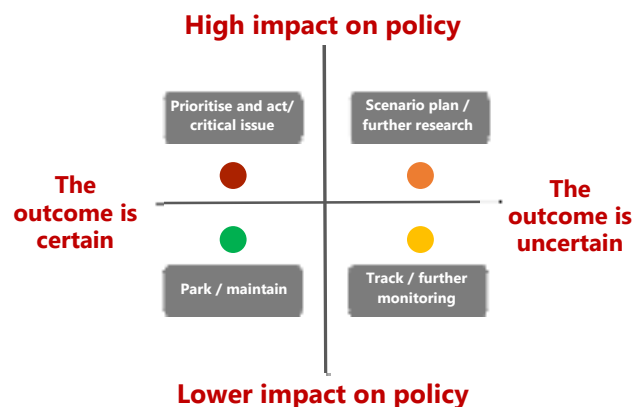 High impact on policy
Prioritise and act/
critical issue
Scenario plan /
further research
The
outcome is
certain
The
outcome is
uncertain
Park / maintain
Track / further
monitoring
Lower impact on policy